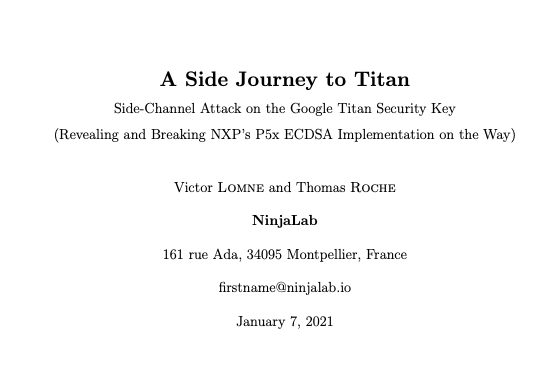 A Side Journey to Titan
Side-Channel Attack on the Google Titan Security Key
(Revealing and Breaking NXP's P5x ECDSA Implementation on the Way)
Victor Lomne and Thomas Roche
NinjaLab
161 rue Ada, 34095 Montpellier, France
firstname@ninjalab.io
January 7, 2021